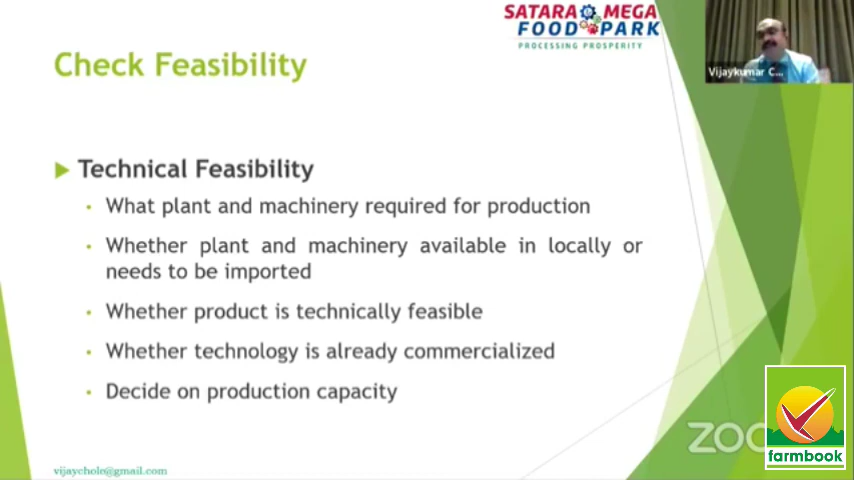 SATARA MEGA
FOOD PARK
PROCESSING PROSPERITY
Vijaykumar C...
Check Feasibility
Technical Feasibility
What plant and machinery required for production
Whether plant and machinery available in locally or
needs to be imported
Whether product is technically feasible
Whether technology is already commercialized
Decide on production capacity
ZOO
farmbook
vijaychole@gmail.com